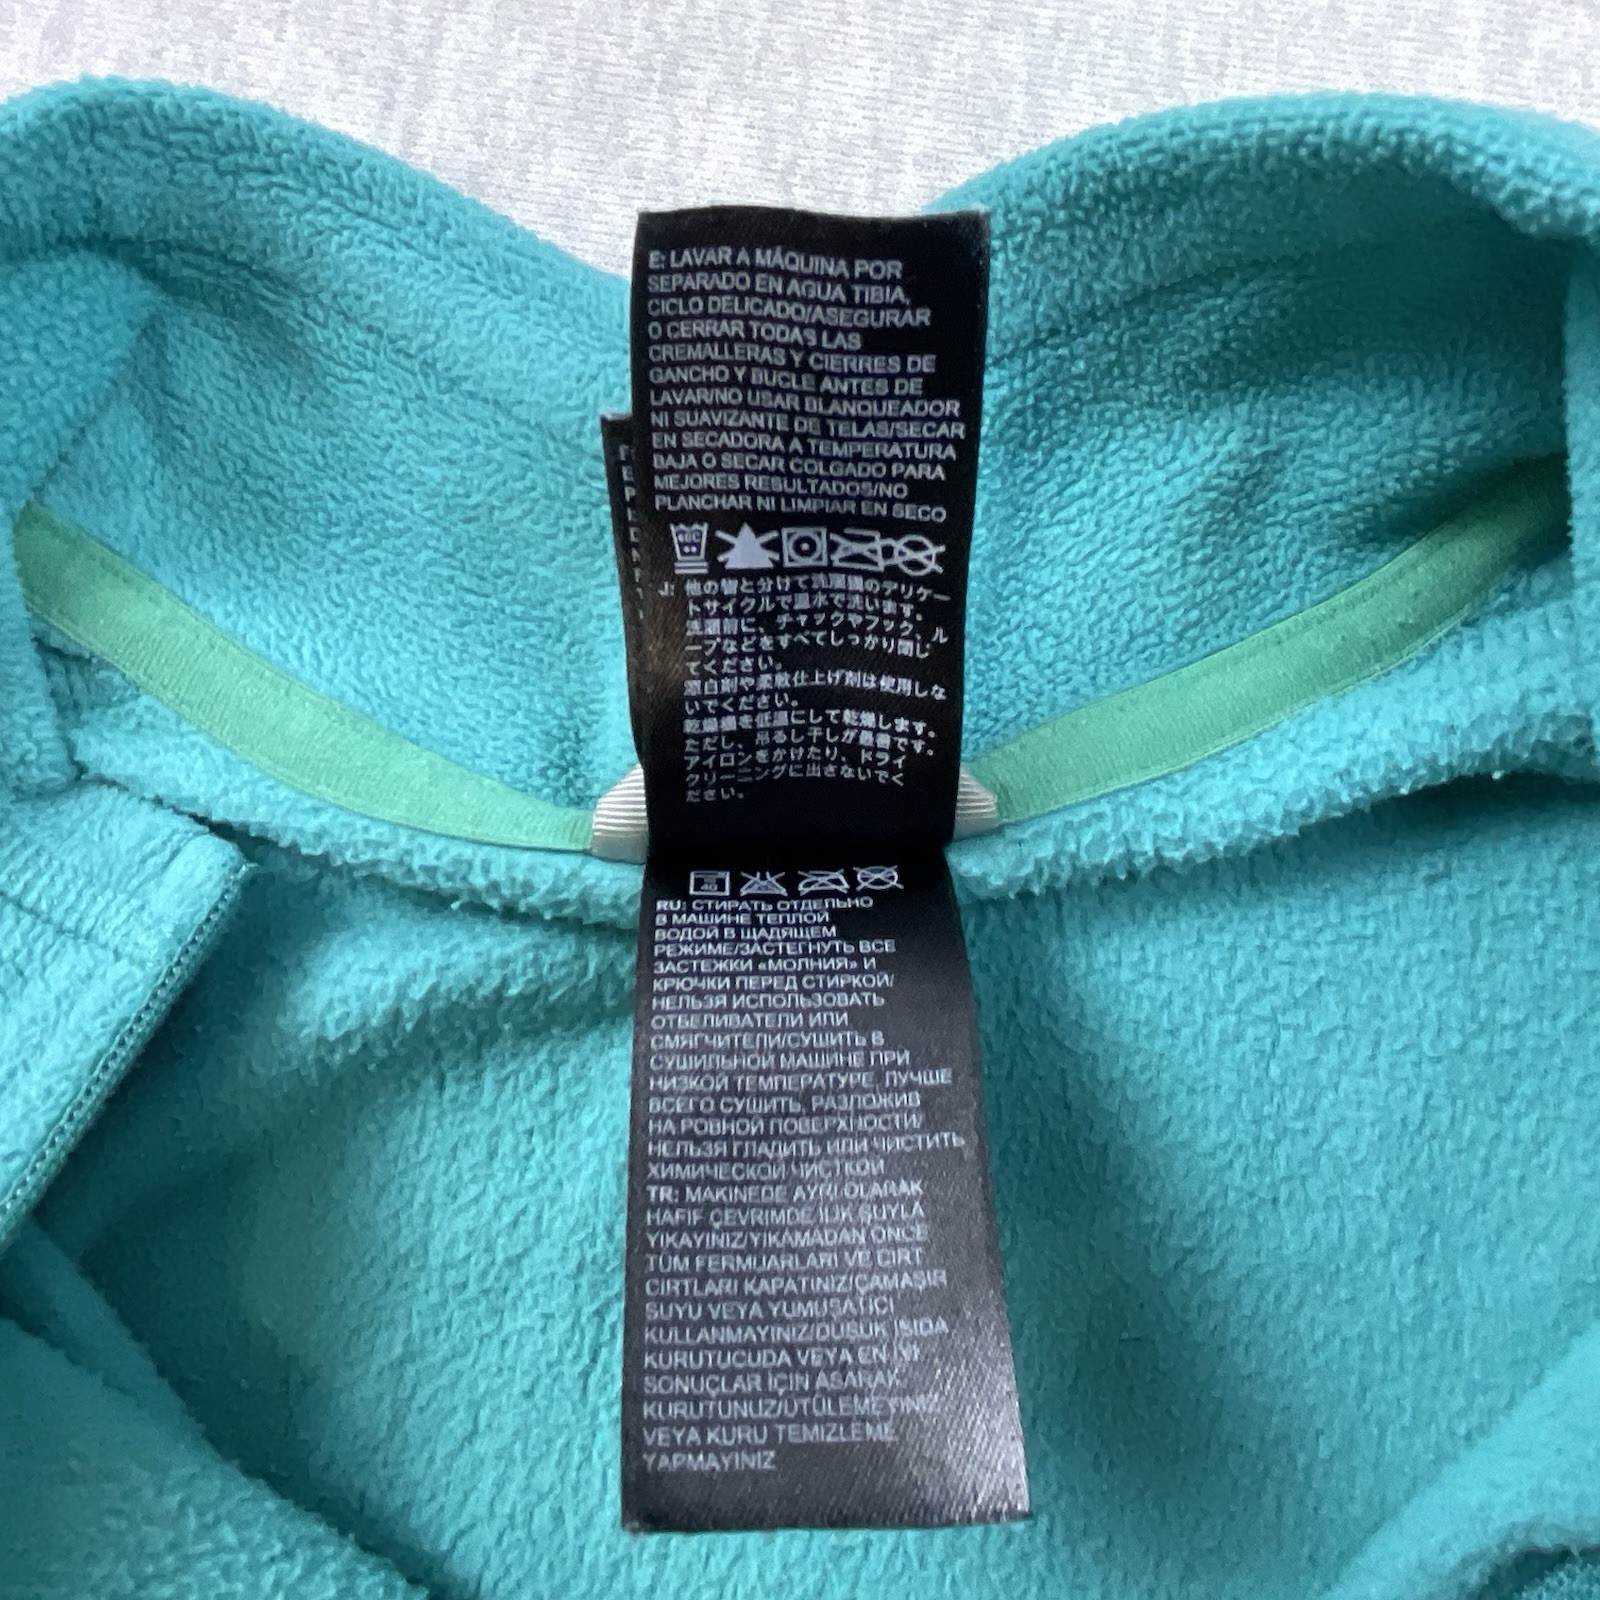 E: LAVAR A MÁQUINA POR
SEPARADO EN AGUA TIBIA,
CICLO DELICADO/ASEGURAR
O CERRAR TODAS LAS
CREMALLERAS Y CIERRES DE
GANCHO Y BUCLE ANTES DE
LAVAR/NO USAR BLANQUEADOR
NI SUAVIZANTE DE TELAS/SECAR
EN SECADORA A TEMPERATURA
BAJA O SECAR COLGADO PARA
MEJORES RESULTADOS/NO
PLANCHAR NI LIMPIAR EN SECO
J: 他の物と分けて洗濯機のデリケー
トサイクルで温水で洗います。
洗濯前に、チャックやフック、ル
ープなどをすべてしっかり閉じ
てください。
漂白剤や柔軟仕上げ剤は使用しな
いでください。
乾燥機を低温にして乾燥します。
ただし、吊るし干しが最善です。
アイロンをかけたり、ドライ
クリーニングに出さないでく
ださい。
40
RU: СТИРАТЬ ОТДЕЛЬНО
В МАШИНЕ ТЕПЛОЙ
ВОДОЙ В ЩАДЯЩЕМ
РЕЖИМЕ/ЗАСТЕГНУТЬ ВСЕ
ЗАСТЕЖКИ «МОЛНИЯ» И
КРЮЧКИ ПЕРЕД СТИРКОЙ/
НЕЛЬЗЯ ИСПОЛЬЗОВАТЬ
ОТБЕЛИВАТЕЛИ ИЛИ
СМЯГЧИТЕЛИ/СУШИТЬ В
СУШИЛЬНОЙ МАШИНЕ ПРИ
НИЗКОЙ ТЕМПЕРАТУРЕ, ЛУЧШЕ
ВСЕГО СУШИТЬ, РАЗЛОЖИВ
НА РОВНОЙ ПОВЕРХНОСТИ/
НЕЛЬЗЯ ГЛАДИТЬ ИЛИ ЧИСТИТЬ
ХИМИЧЕСКОЙ ЧИСТКОЙ
TR: MAKİNEDE AYRI OLARAK
HAFİF ÇEVRİMDE ILIK SUYLA
YIKAYINIZ/YIKAMADAN ÖNCE
TÜM FERMUARLARI VE CIRT
CIRTLARI KAPATINIZ/ÇAMAŞIR
SUYU VEYA YUMUŞATICI
KULLANMAYINIZ/DÜŞÜK ISIDA
KURUTUCUDA VEYA EN İYİ
SONUÇLAR İÇİN ASARAK
KURUTUNUZ/ÜTÜLEMEYİNİZ
VEYA KURU TEMİZLEME
YAPMAYINIZ